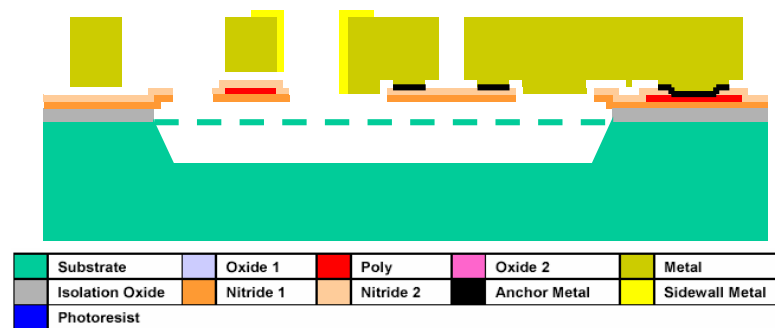 Substrate Oxide 1 Poly Oxide 2 Metal
Isolation Oxide Nitride 1 Nitride 2 Anchor Metal Sidewall Metal
Photoresist